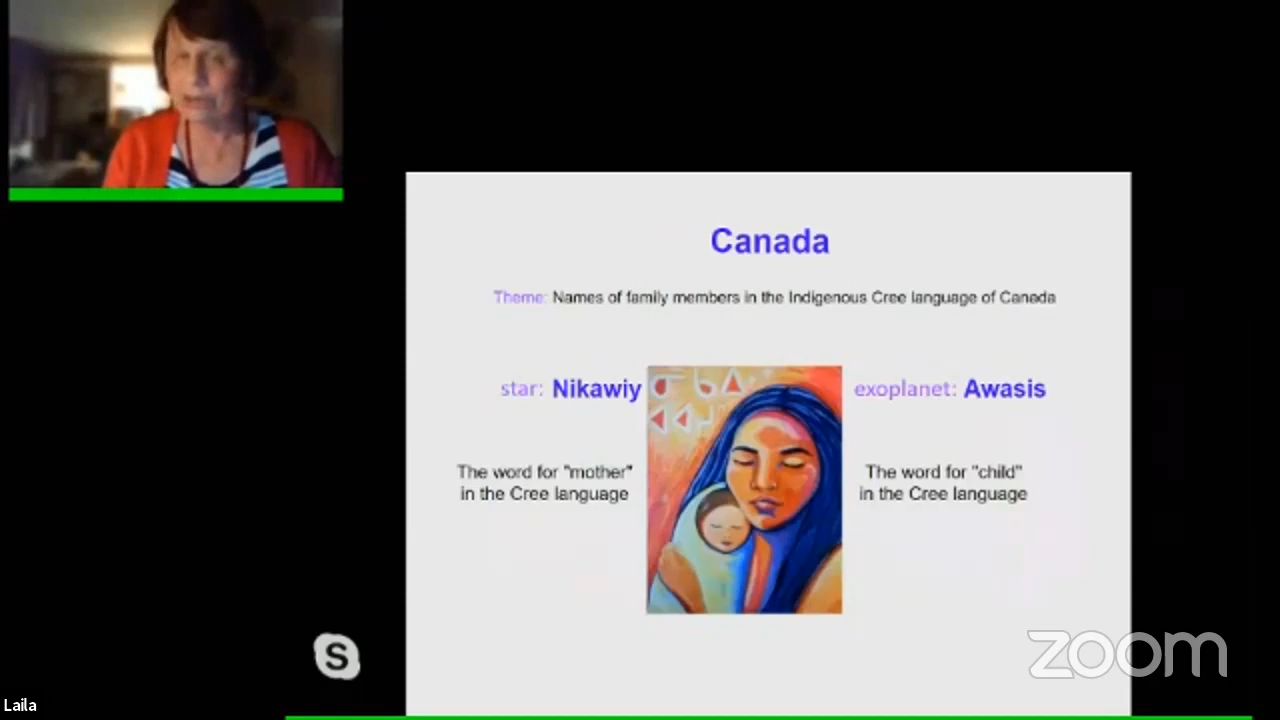 Canada
Theme: Names of family members in the Indigenous Cree language of Canada
star: Nikawiy
exoplanet: Awasis
ᓂ ᑲ ᐃ
The word for "mother"
in the Cree language
The word for "child"
in the Cree language
S
zoom
Laila